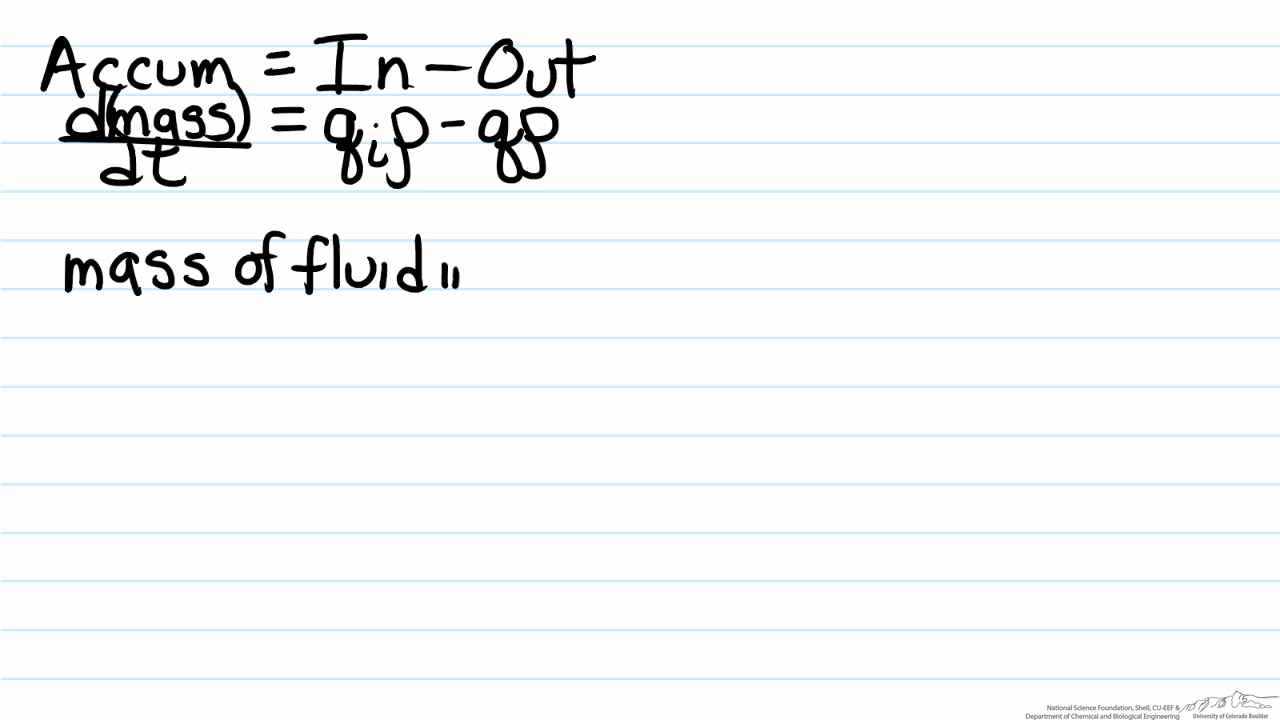 Accum = In - Out
d(mass)/dt = qᵢρ - qρ
mass of fluid
National Science Foundation, Shell, CU-EEF &
Department of Chemical and Biological Engineering
University of Colorado Boulder